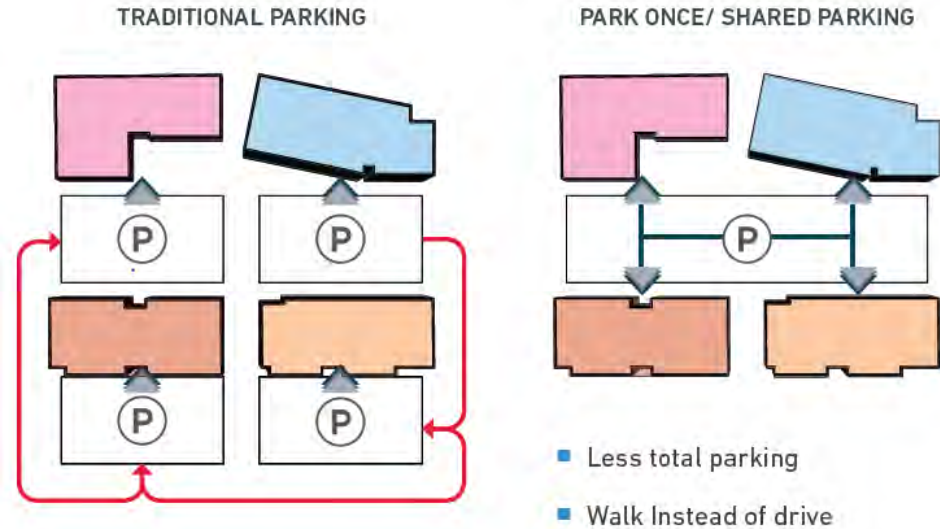 TRADITIONAL PARKING
P
P
P
P
PARK ONCE/ SHARED PARKING
P
Less total parking
Walk Instead of drive